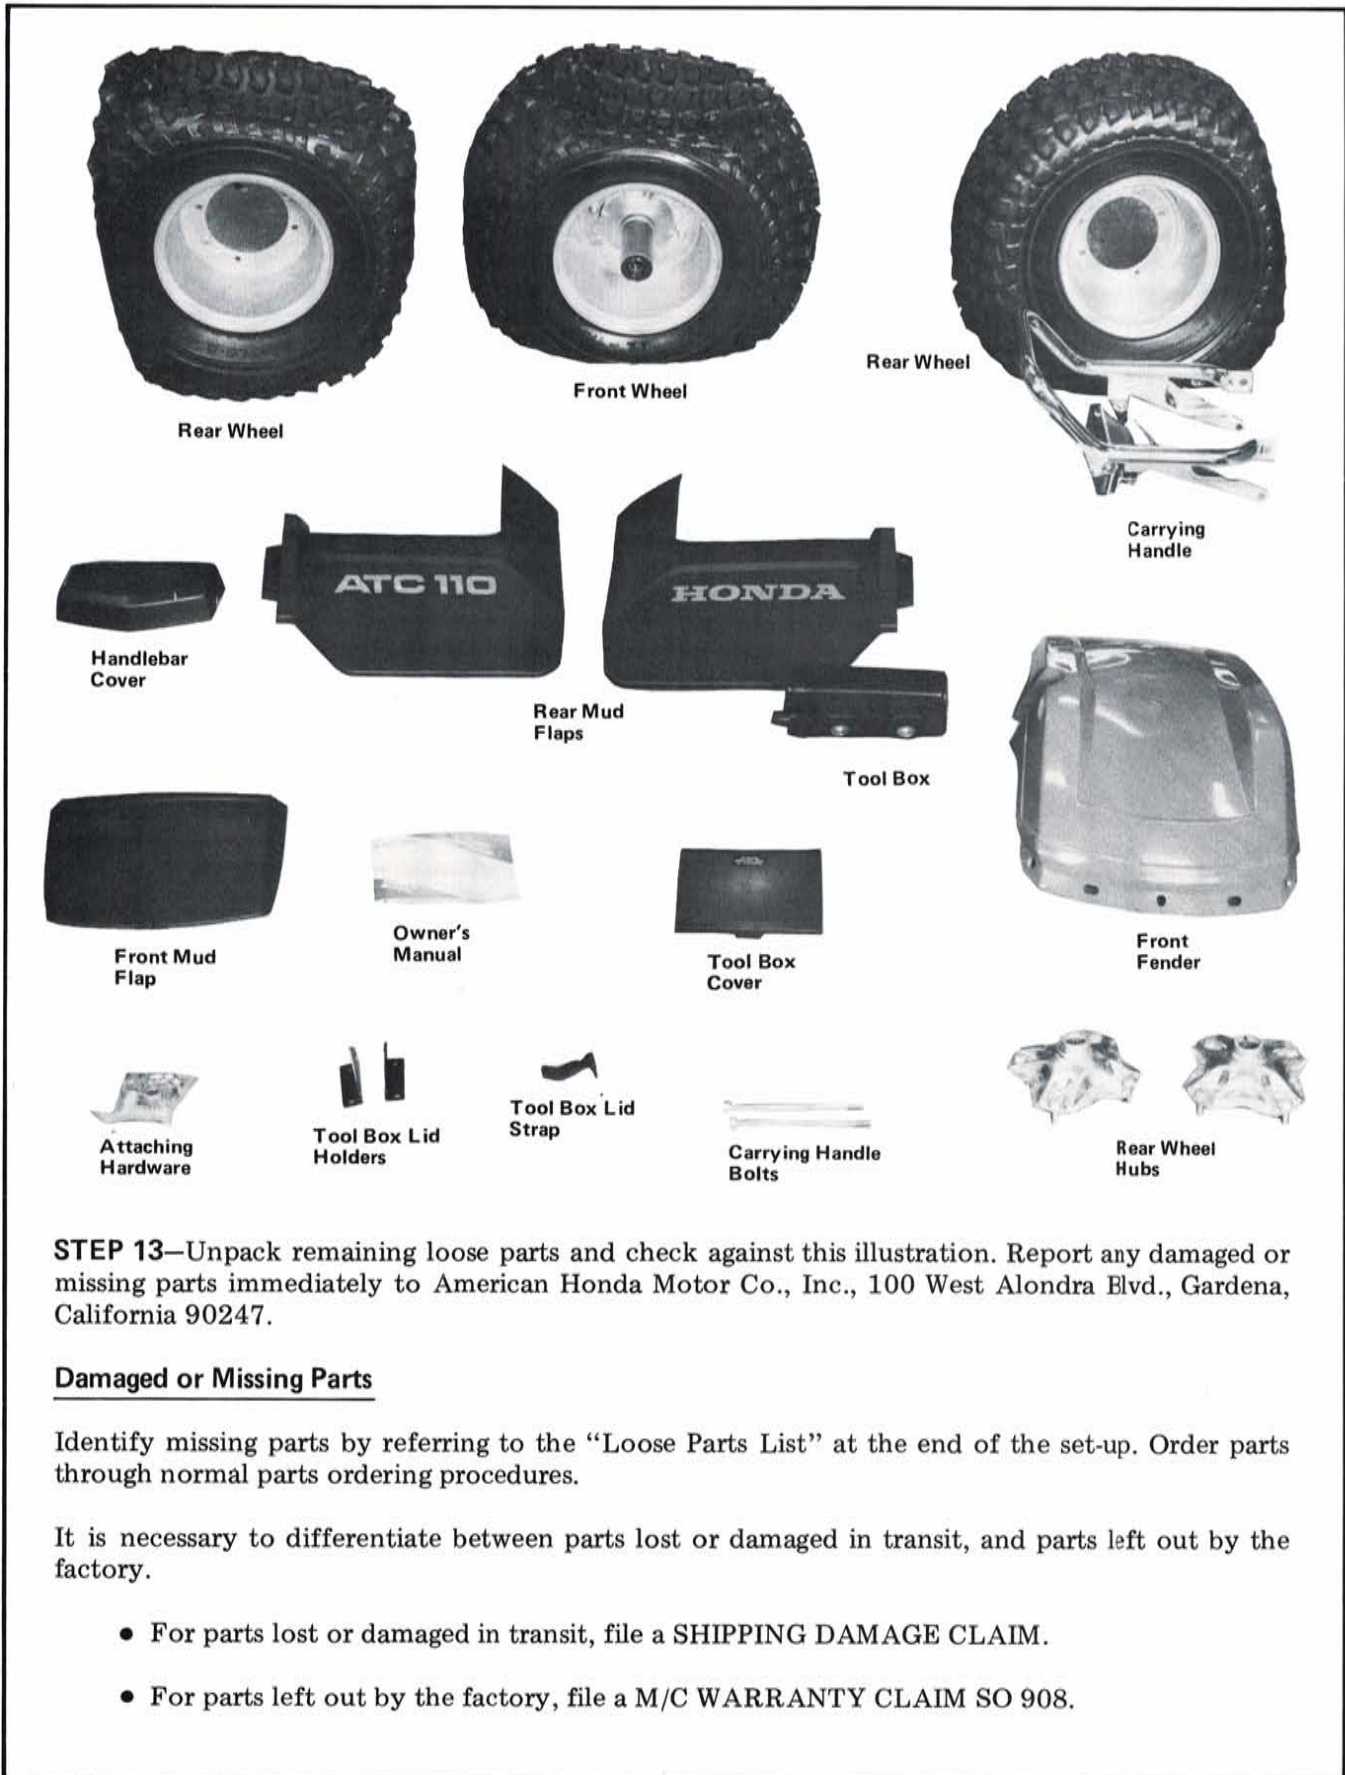 Rear Wheel
Front Wheel
Rear Wheel
Carrying
Handle
ATC 110
HONDA
Handlebar
Cover
Rear Mud
Flaps
Tool Box
Front Mud
Flap
Owner's
Manual
Tool Box
Cover
Front
Fender
Attaching
Hardware
Tool Box Lid
Holders
Tool Box Lid
Strap
Carrying Handle
Bolts
Rear Wheel
Hubs
STEP 13—Unpack remaining loose parts and check against this illustration. Report any damaged or
missing parts immediately to American Honda Motor Co., Inc., 100 West Alondra Blvd., Gardena,
California 90247.
Damaged or Missing Parts
Identify missing parts by referring to the “Loose Parts List” at the end of the set-up. Order parts
through normal parts ordering procedures.
It is necessary to differentiate between parts lost or damaged in transit, and parts left out by the
factory.
● For parts lost or damaged in transit, file a SHIPPING DAMAGE CLAIM.
● For parts left out by the factory, file a M/C WARRANTY CLAIM SO 908.